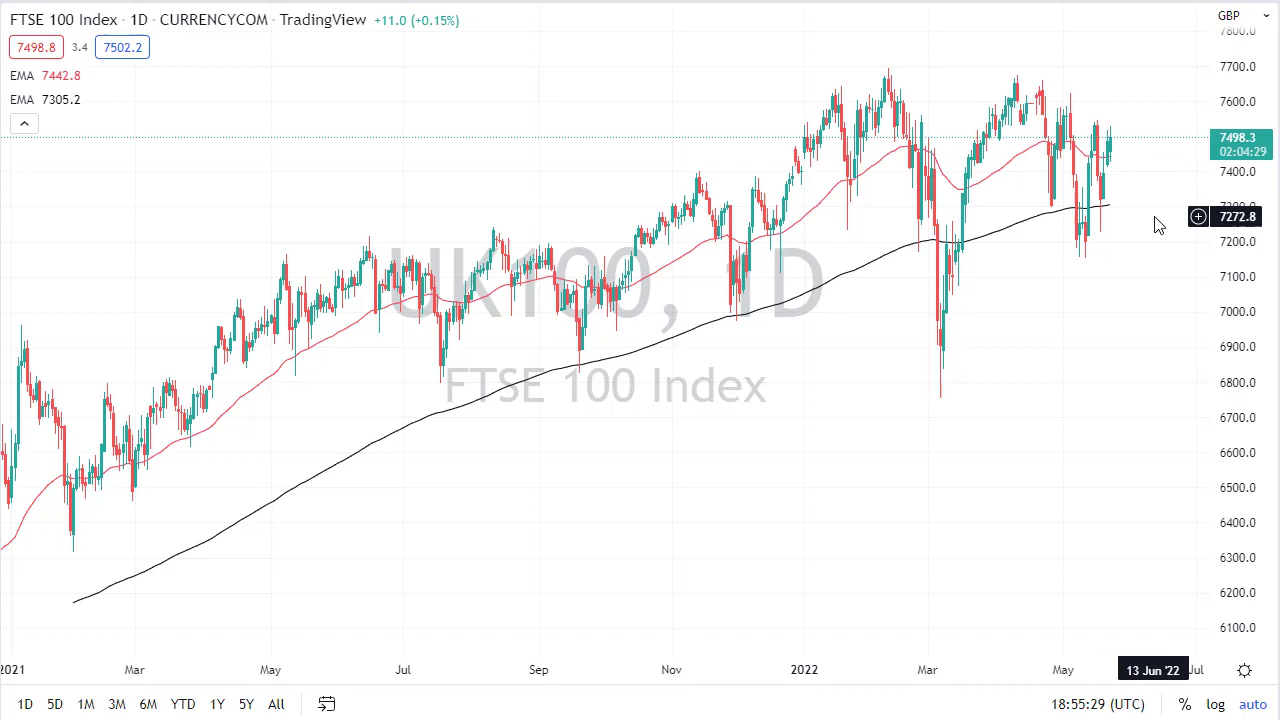 FTSE 100 Index · 1D · CURRENCYCOM · TradingView +11.0 (+0.15%)
GBP
7498.8 3.4 7502.2
EMA 7442.8
EMA 7305.2
7800.0
7700.0
7600.0
7498.3
02:04:29
7400.0
7300.0
7272.8
7200.0
7100.0
7000.0
6900.0
6800.0
6700.0
6600.0
6500.0
6400.0
6300.0
6200.0
6100.0
UK100, 1D
FTSE 100 Index
2021 Mar May Jul Sep Nov 2022 Mar May 13 Jun '22 Jul
1D 5D 1M 3M 6M YTD 1Y 5Y All 18:55:29 (UTC) % log auto